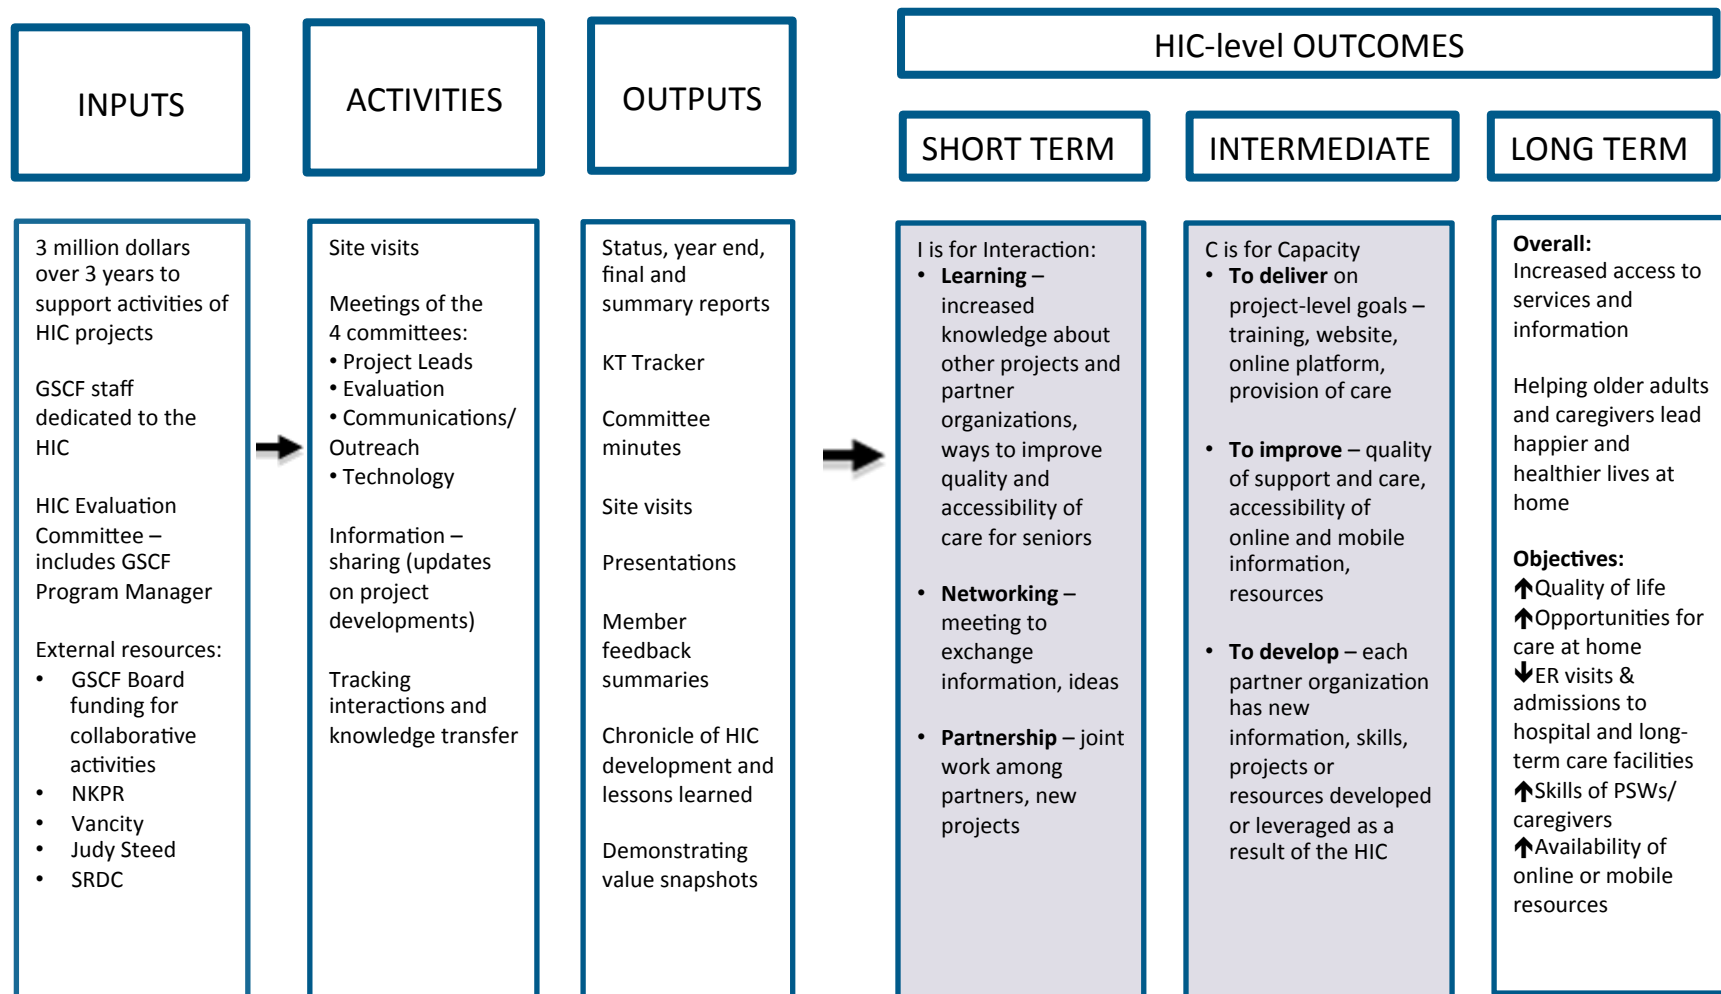 INPUTS
ACTIVITIES
OUTPUTS
HIC-level OUTCOMES
SHORT TERM
INTERMEDIATE
LONG TERM
3 million dollars
over 3 years to
support activities of
HIC projects
GSCF staff
dedicated to the
HIC
HIC Evaluation
Committee –
includes GSCF
Program Manager
External resources:
• GSCF Board
funding for
collaborative
activities
• NKPR
• Vancity
• Judy Steed
• SRDC
Site visits
Meetings of the
4 committees:
• Project Leads
• Evaluation
• Communications/
Outreach
• Technology
Information –
sharing (updates
on project
developments)
Tracking
interactions and
knowledge transfer
Status, year end,
final and
summary reports
KT Tracker
Committee
minutes
Site visits
Presentations
Member
feedback
summaries
Chronicle of HIC
development and
lessons learned
Demonstrating
value snapshots
I is for Interaction:
• Learning –
increased
knowledge about
other projects and
partner
organizations,
ways to improve
quality and
accessibility of
care for seniors
• Networking –
meeting to
exchange
information, ideas
• Partnership – joint
work among
partners, new
projects
C is for Capacity
• To deliver on
project-level goals –
training, website,
online platform,
provision of care
• To improve – quality
of support and care,
accessibility of
online and mobile
information,
resources
• To develop – each
partner organization
has new
information, skills,
projects or
resources developed
or leveraged as a
result of the HIC
Overall:
Increased access to
services and
information
Helping older adults
and caregivers lead
happier and
healthier lives at
home
Objectives:
↑Quality of life
↑Opportunities for
care at home
↓ER visits &
admissions to
hospital and long-
term care facilities
↑Skills of PSWs/
caregivers
↑Availability of
online or mobile
resources